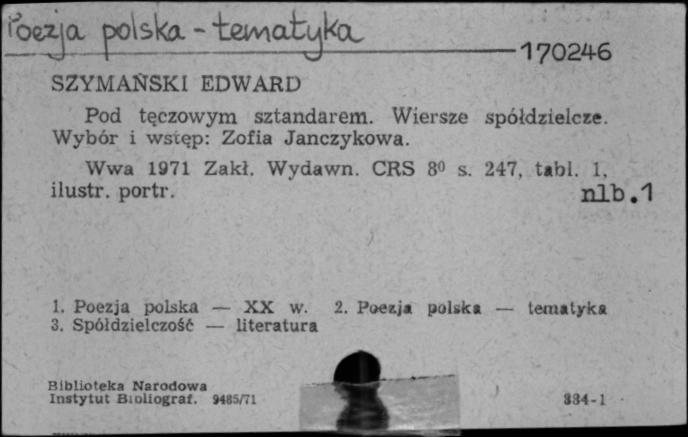 Poezja polska - tematyka
170246
SZYMAŃSKI EDWARD
Pod tęczowym sztandarem. Wiersze spółdzielcze.
Wybór i wstęp: Zofia Janczykowa.
Wwa 1971 Zakł. Wydawn. CRS 8⁰ s. 247, tabl. 1,
ilustr. portr.
nlb.1
1. Poezja polska — XX w. 2. Poezja polska — tematyka
3. Spółdzielczość — literatura
Biblioteka Narodowa
Instytut Bibliograf. 9485/71
334-1